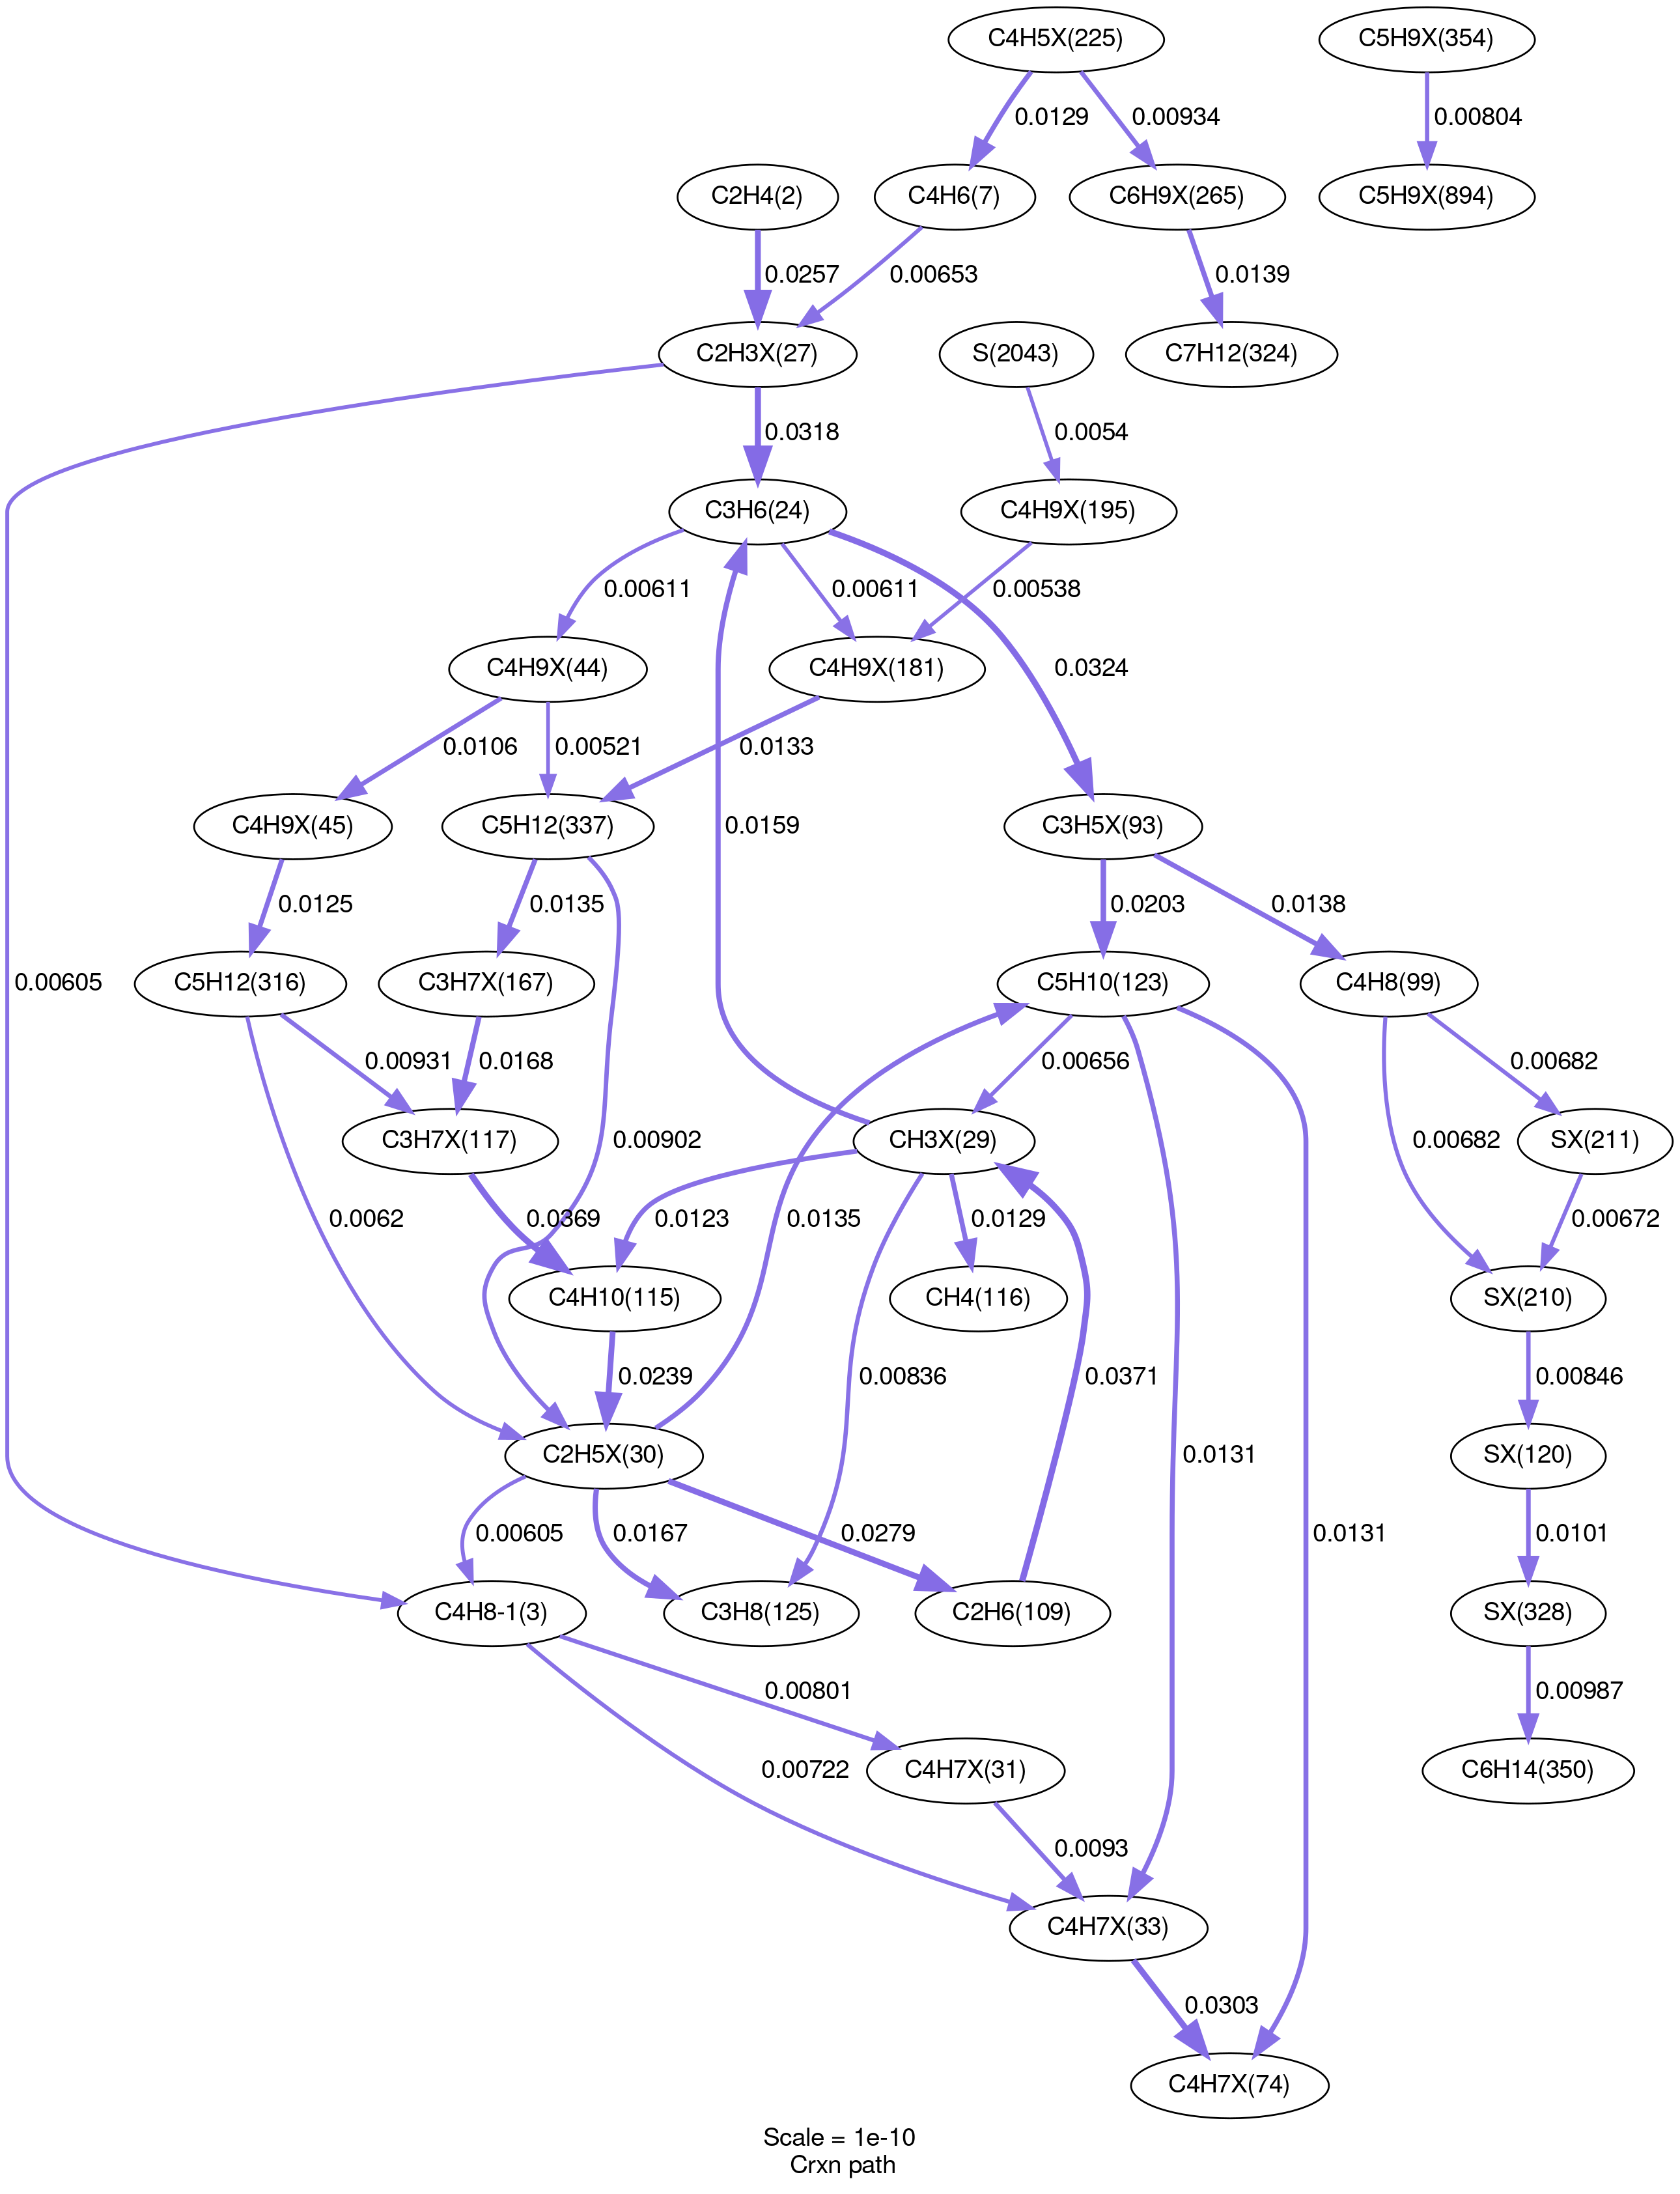 C4H5X(225)
C5H9X(354)
0.0129
0.00934
0.00804
C2H4(2)
C4H6(7)
C6H9X(265)
C5H9X(894)
0.0257
0.00653
0.0139
C2H3X(27)
S(2043)
C7H12(324)
0.0318
0.0054
C3H6(24)
C4H9X(195)
0.00611
0.00611
0.00538
C4H9X(44)
C4H9X(181)
0.0324
0.0106
0.00521
0.0133
C4H9X(45)
C5H12(337)
0.0159
C3H5X(93)
0.0125
0.0135
0.0203
0.0138
0.00605
C5H12(316)
C3H7X(167)
C5H10(123)
C4H8(99)
0.00931
0.0168
0.00656
0.00682
C3H7X(117)
0.00902
CH3X(29)
0.00682
SX(211)
0.0062
0.0369
0.0123
0.0135
0.0129
0.00672
C4H10(115)
CH4(116)
SX(210)
0.0239
0.00836
0.0371
0.00846
C2H5X(30)
0.0131
SX(120)
0.00605
0.0167
0.0279
0.0131
0.0101
C4H8-1(3)
C3H8(125)
C2H6(109)
SX(328)
0.00801
0.00987
0.00722
C4H7X(31)
C6H14(350)
0.0093
C4H7X(33)
0.0303
C4H7X(74)
Scale = 1e-10
Crxn path